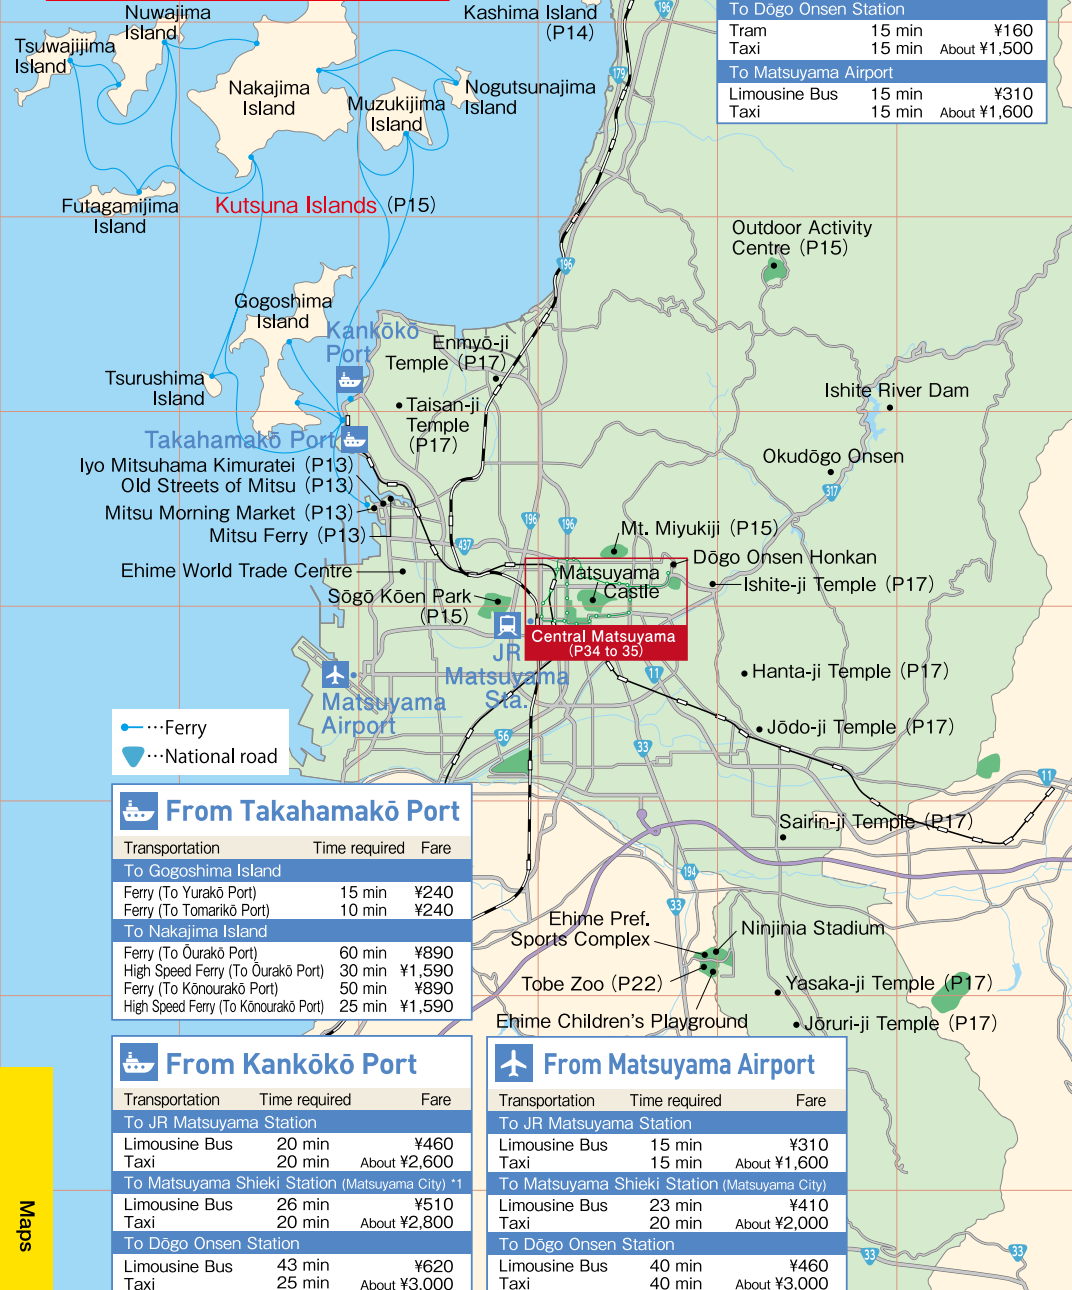 Nuwajima
Island
Tsuwajijima
Island
Kashima Island
(P14)
196
179
To Dōgo Onsen Station
Tram 15 min ¥160
Taxi 15 min About ¥1,500
To Matsuyama Airport
Limousine Bus 15 min ¥310
Taxi 15 min About ¥1,600
Nakajima
Island
Muzukijima
Island
Nogutsunajima
Island
Futagamijima
Island
Kutsuna Islands (P15)
Outdoor Activity
Centre (P15)
196
Gogoshima
Island
Kankōkō
Port
Enmyō-ji
Temple (P17)
Tsurushima
Island
Taisan-ji
Temple
(P17)
Ishite River Dam
Takahamakō Port
Iyo Mitsuhama Kimuratei (P13)
Old Streets of Mitsu (P13)
Mitsu Morning Market (P13)
Mitsu Ferry (P13)
Okudōgo Onsen
317
196
196
437
Mt. Miyukiji (P15)
Dōgo Onsen Honkan
Ehime World Trade Centre
Matsuyama
Castle
Ishite-ji Temple (P17)
Sōgō Kōen Park
(P15)
Central Matsuyama
(P34 to 35)
JR
Matsuyama
Sta.
11
Hanta-ji Temple (P17)
Matsuyama
Airport
Jōdo-ji Temple (P17)
56
33
…Ferry
…National road
11
Sairin-ji Temple (P17)
From Takahamakō Port
Transportation Time required Fare
To Gogoshima Island
Ferry (To Yurakō Port) 15 min ¥240
Ferry (To Tomarikō Port) 10 min ¥240
To Nakajima Island
Ferry (To Ōurakō Port) 60 min ¥890
High Speed Ferry (To Ōurakō Port) 30 min ¥1,590
Ferry (To Kōnourakō Port) 50 min ¥890
High Speed Ferry (To Kōnourakō Port) 25 min ¥1,590
194
33
Ehime Pref.
Sports Complex
Ninjinia Stadium
Tobe Zoo (P22)
Yasaka-ji Temple (P17)
Ehime Children's Playground
Jōruri-ji Temple (P17)
From Kankōkō Port
Transportation Time required Fare
To JR Matsuyama Station
Limousine Bus 20 min ¥460
Taxi 20 min About ¥2,600
To Matsuyama Shieki Station (Matsuyama City) *1
Limousine Bus 26 min ¥510
Taxi 20 min About ¥2,800
To Dōgo Onsen Station
Limousine Bus 43 min ¥620
Taxi 25 min About ¥3,000
From Matsuyama Airport
Transportation Time required Fare
To JR Matsuyama Station
Limousine Bus 15 min ¥310
Taxi 15 min About ¥1,600
To Matsuyama Shieki Station (Matsuyama City)
Limousine Bus 23 min ¥410
Taxi 20 min About ¥2,000
To Dōgo Onsen Station
Limousine Bus 40 min ¥460
Taxi 40 min About ¥3,000
33
33
Maps